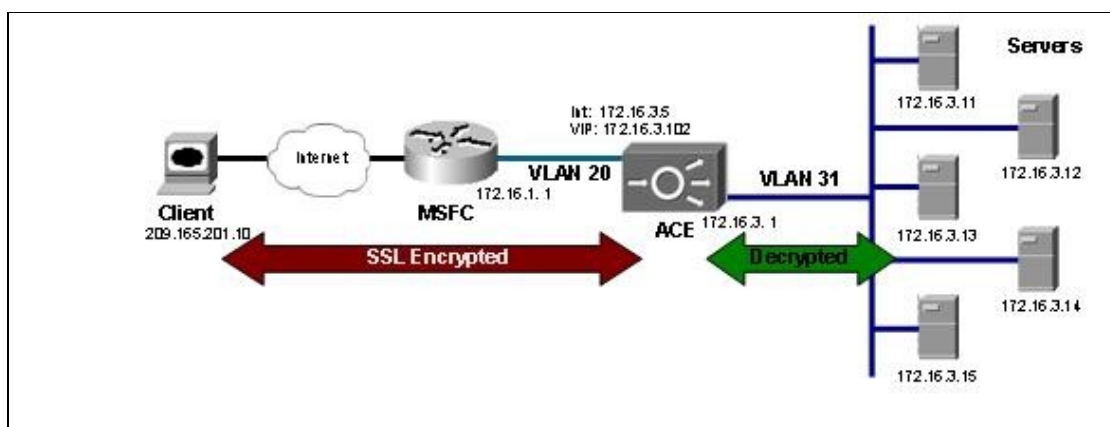 Servers
172.16.3.11
Int: 172.16.3.5
VIP: 172.16.3.102
Internet
VLAN 20
VLAN 31
172.16.3.12
172.16.1. 1
Client
MSFC
ACE
172.16.3. 1
172.16.3.13
209.165.201.10
SSL Encrypted
Decrypted
172.16.3.14
172.16.3.15